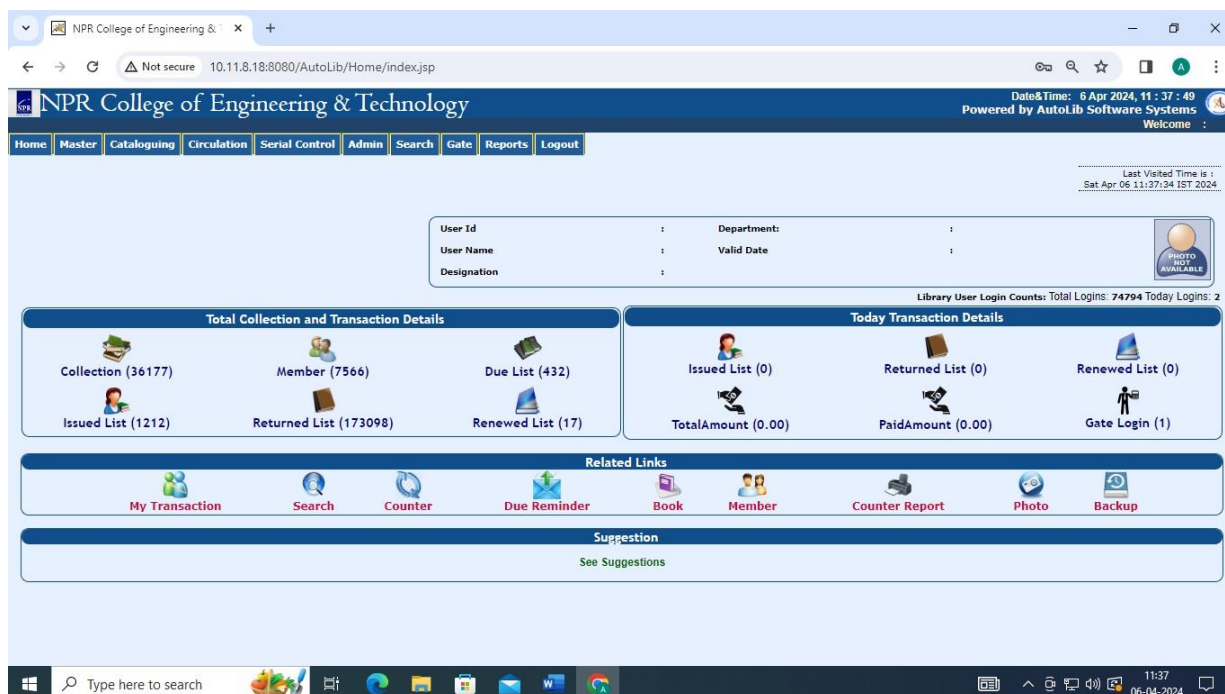 NPR College of Engineering & T
Not secure 10.11.8.18:8080/AutoLib/Home/index.jsp
A
NPR
NPR College of Engineering & Technology
Date&Time: 6 Apr 2024, 11 : 37 : 49
Powered by AutoLib Software Systems
Welcome :
Home Master Cataloguing Circulation Serial Control Admin Search Gate Reports Logout
Last Visited Time is :
Sat Apr 06 11:37:34 IST 2024
User Id : Department: :
User Name : Valid Date :
Designation :
PHOTO
NOT
AVAILABLE
Library User Login Counts: Total Logins: 74794 Today Logins: 2
Total Collection and Transaction Details
Collection (36177) Member (7566) Due List (432)
Issued List (1212) Returned List (173098) Renewed List (17)
Today Transaction Details
Issued List (0) Returned List (0) Renewed List (0)
TotalAmount (0.00) PaidAmount (0.00) Gate Login (1)
Related Links
My Transaction Search Counter Due Reminder Book Member Counter Report Photo Backup
Suggestion
See Suggestions
Type here to search
W
11:37
06-04-2024